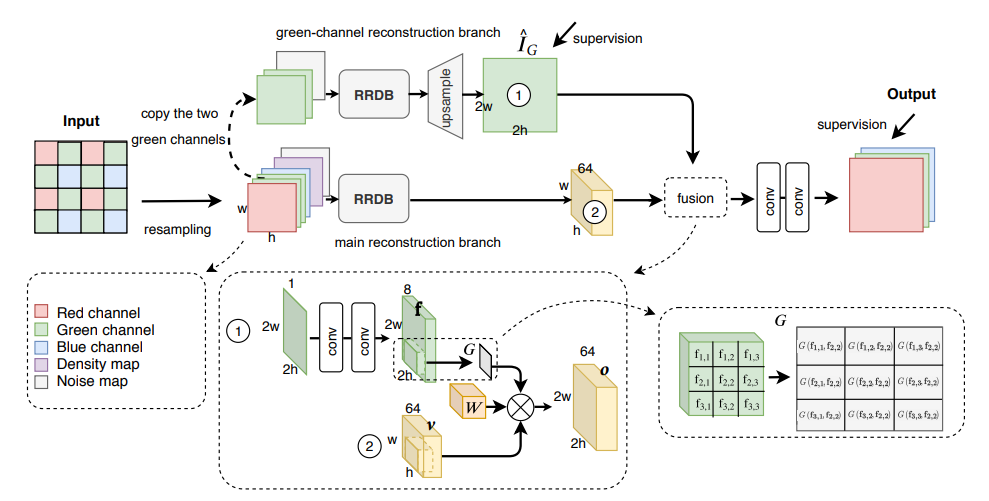 green-channel reconstruction branch
Î_G
supervision
copy the two
green channels
RRDB
upsample
2w
1
2h
Input
Output
supervision
resampling
w
h
RRDB
main reconstruction branch
64
w
2
h
fusion
conv
conv
Red channel
Green channel
Blue channel
Density map
Noise map
1
1
2w
2h
conv
conv
8
f
2w
2h
G
W
64
v
2
w
h
64
o
2w
2h
G
f1,1 f1,2 f1,3
f2,1 f2,2 f2,3
f3,1 f3,2 f3,3
G(f1,1, f2,2) G(f1,2, f2,2) G(f1,3, f2,2)
G(f2,1, f2,2) G(f2,2, f2,2) G(f2,3, f2,2)
G(f3,1, f2,2) G(f3,2, f2,2) G(f3,3, f2,2)